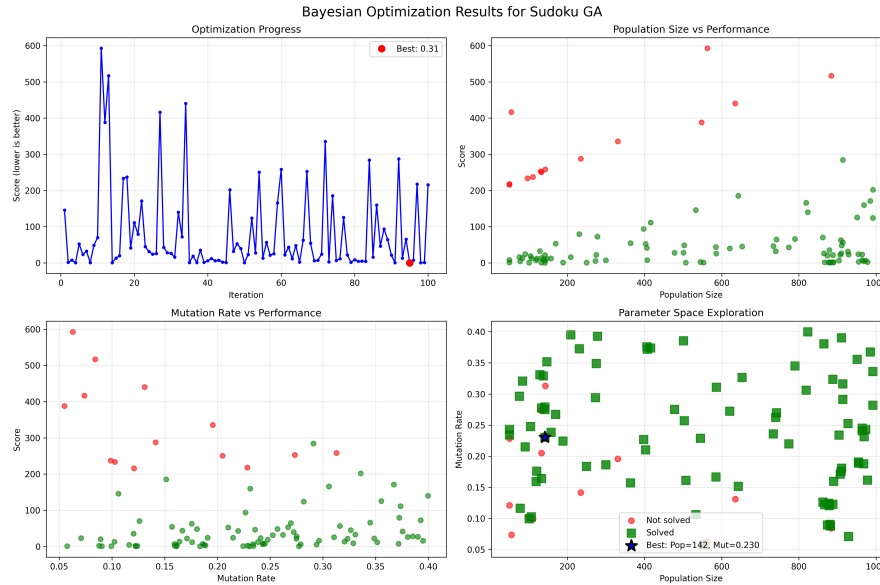 Bayesian Optimization Results for Sudoku GA
Optimization Progress
Score (lower is better)
600
500
400
300
200
100
0
0 20 40 60 80 100
Iteration
Best: 0.31
Population Size vs Performance
Score
600
500
400
300
200
100
0
200 400 600 800 1000
Population Size
Mutation Rate vs Performance
Score
600
500
400
300
200
100
0
0.05 0.10 0.15 0.20 0.25 0.30 0.35 0.40
Mutation Rate
Parameter Space Exploration
Mutation Rate
0.40
0.35
0.30
0.25
0.20
0.15
0.10
0.05
Not solved
Solved
Best: Pop=142, Mut=0.230
200 400 600 800 100
Population Size